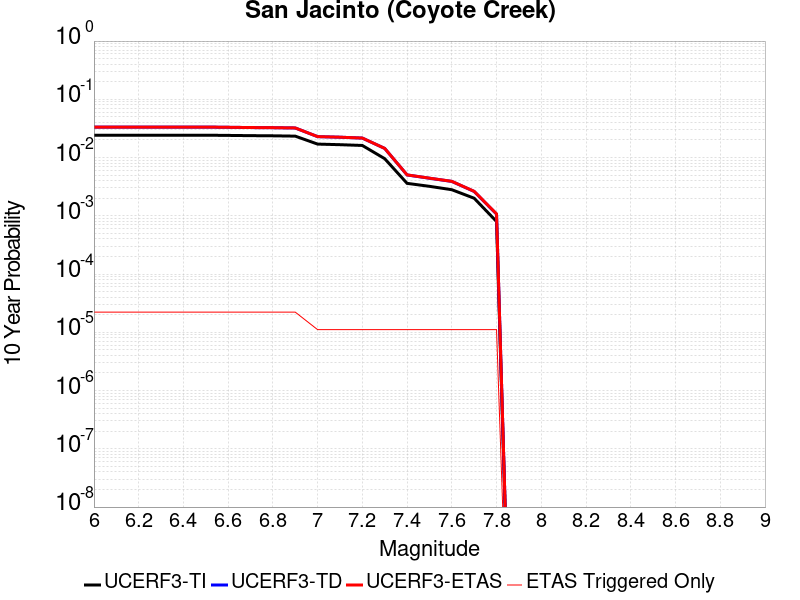 San Jacinto (Coyote Creek)
10^0
10^-1
10^-2
10^-3
10^-4
10^-5
10^-6
10^-7
10^-8
10 Year Probability
6 6.2 6.4 6.6 6.8 7 7.2 7.4 7.6 7.8 8 8.2 8.4 8.6 8.8 9
Magnitude
UCERF3-TI UCERF3-TD UCERF3-ETAS ETAS Triggered Only